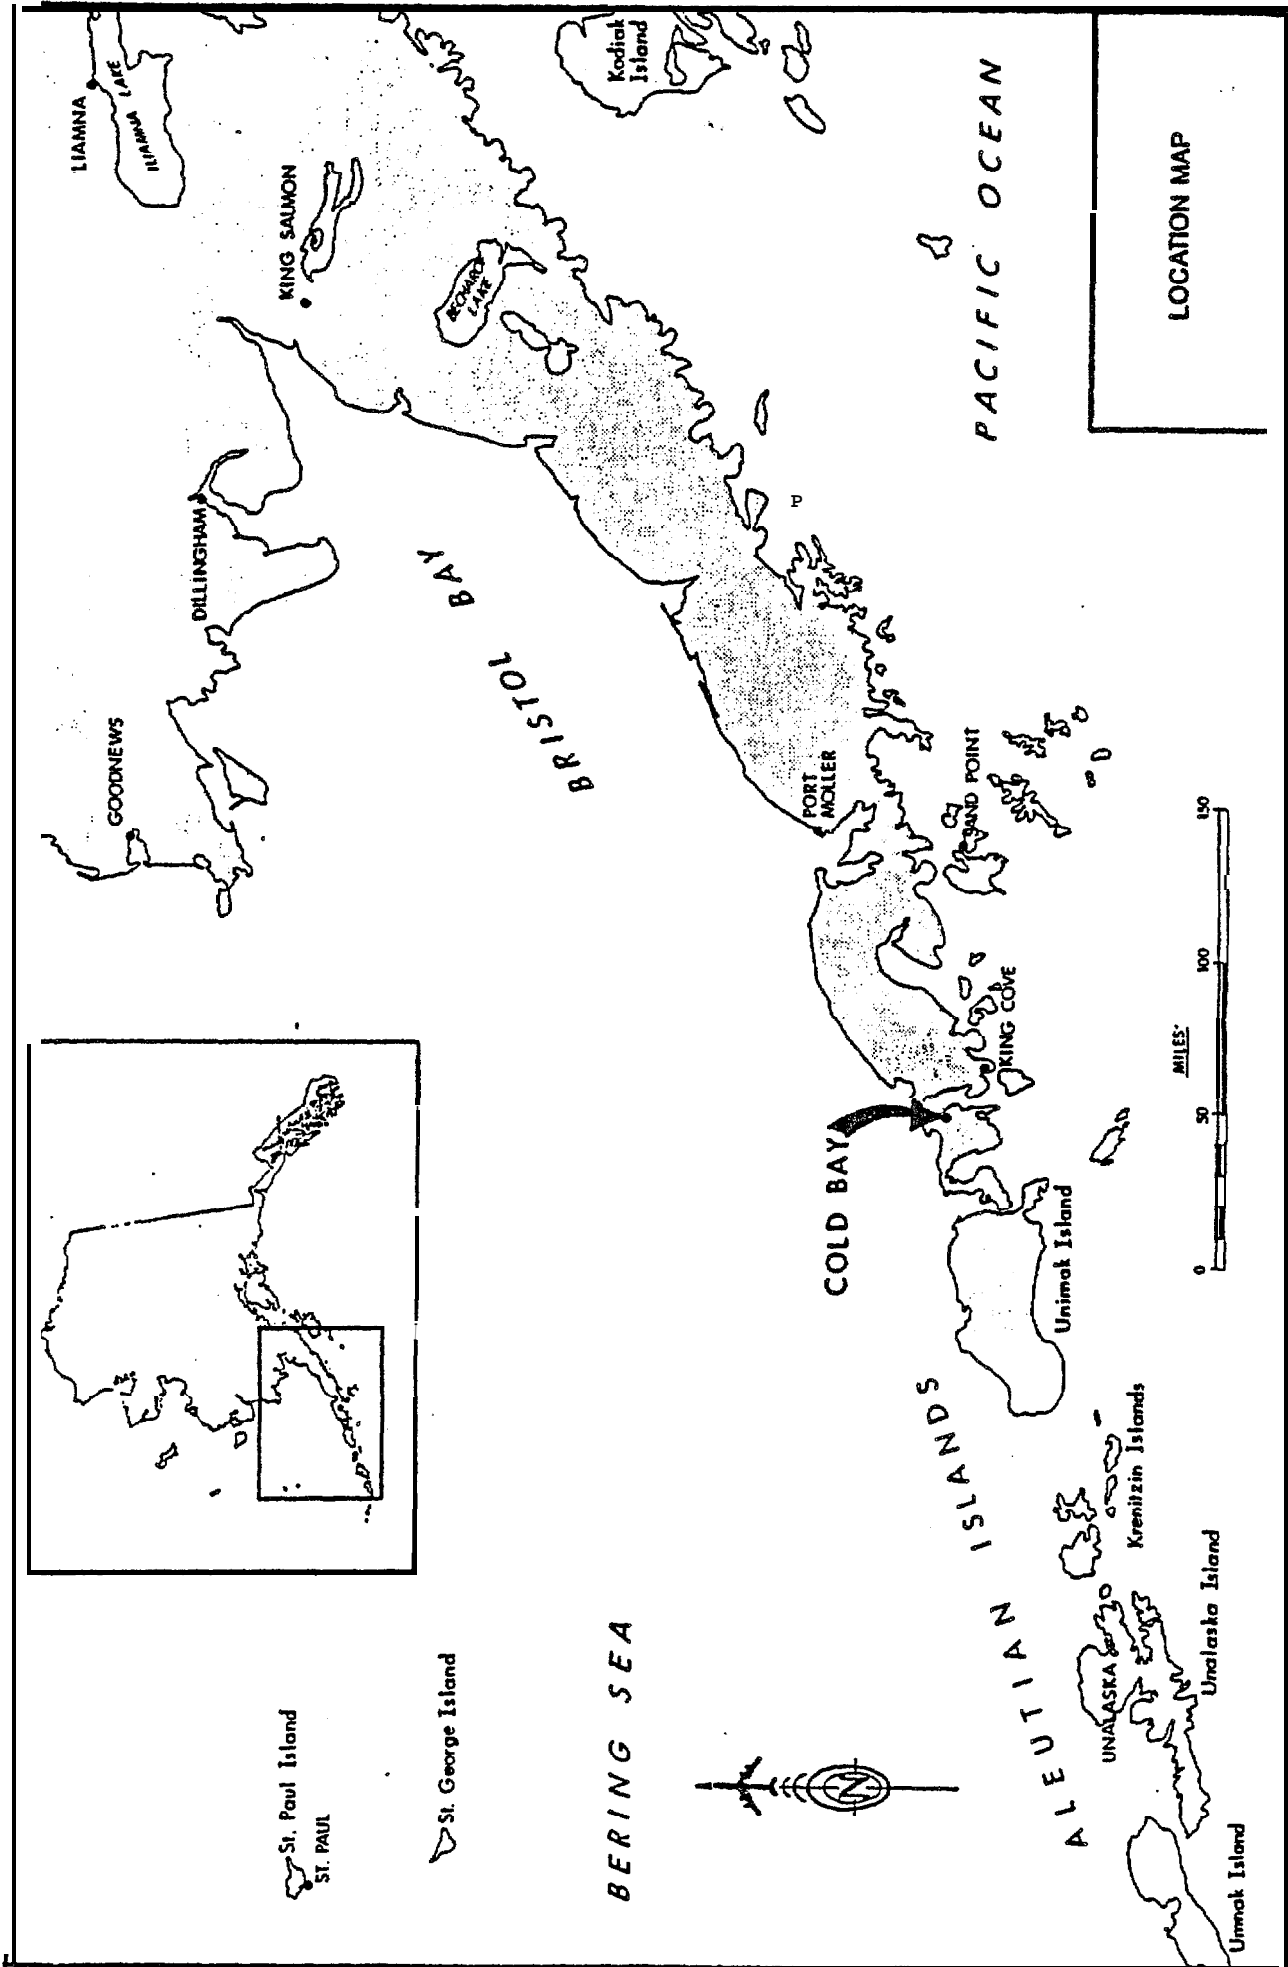 LIAMNA
ILIAMNA LAKE
KING SALMON
BECHAROF
LAKE
Kodiak
Island
DILLINGHAM
GOODNEWS
BRISTOL BAY
P
PACIFIC OCEAN
LOCATION MAP
PORT
MOLLER
SAND POINT
KING COVE
COLD BAY
Unimak Island
ALEUTIAN ISLANDS
Krenitzin Islands
UNALASKA
Unalaska Island
Umnak Island
BERING SEA
St. Paul Island
ST. PAUL
St. George Island
N
MILES
0 50 100 150